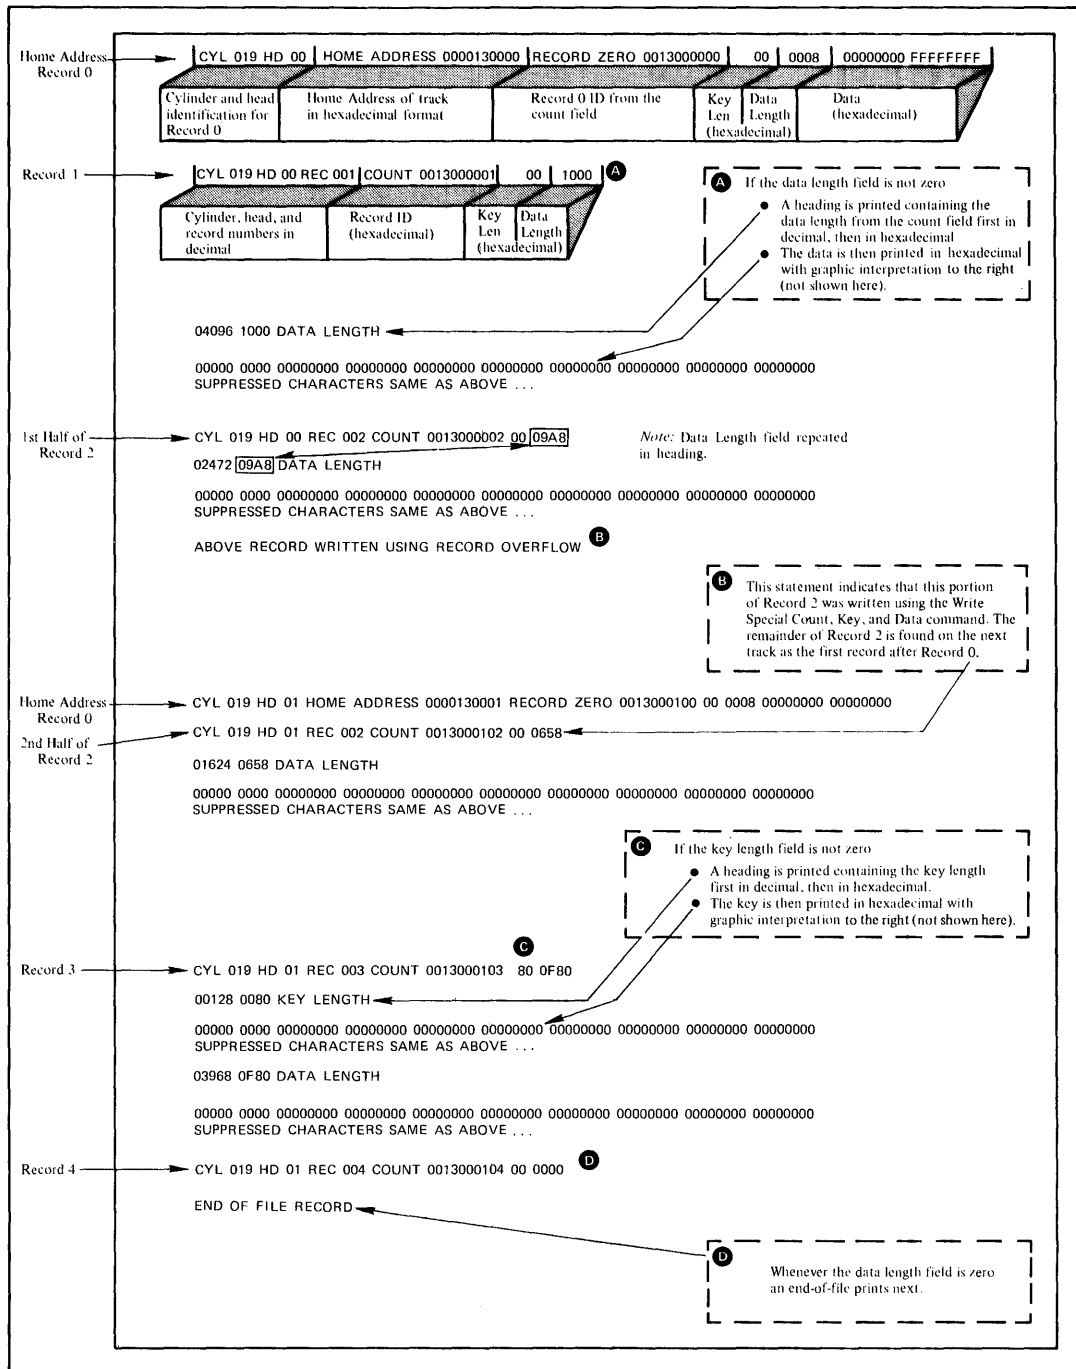 Home Address
Record 0
CYL 019 HD 00 HOME ADDRESS 0000130000 RECORD ZERO 0013000000 00 0008 00000000 FFFFFFFF
Cylinder and head
identification for
Record 0
Home Address of track
in hexadecimal format
Record 0 ID from the
count field
Key
Len
Data
Length
(hexadecimal)
Data
(hexadecimal)
Record 1
CYL 019 HD 00 REC 001 COUNT 0013000001 00 1000 A
Cylinder, head, and
record numbers in
decimal
Record ID
(hexadecimal)
Key
Len
Data
Length
(hexadecimal)
A If the data length field is not zero
● A heading is printed containing the
data length from the count field first in
decimal, then in hexadecimal
● The data is then printed in hexadecimal
with graphic interpretation to the right
(not shown here).
04096 1000 DATA LENGTH
00000 0000 00000000 00000000 00000000 00000000 00000000 00000000 00000000 00000000
SUPPRESSED CHARACTERS SAME AS ABOVE ...
1st Half of
Record 2
CYL 019 HD 00 REC 002 COUNT 0013000002 00 09A8
Note: Data Length field repeated
in heading.
02472 09A8 DATA LENGTH
00000 0000 00000000 00000000 00000000 00000000 00000000 00000000 00000000 00000000
SUPPRESSED CHARACTERS SAME AS ABOVE ...
ABOVE RECORD WRITTEN USING RECORD OVERFLOW B
B This statement indicates that this portion
of Record 2 was written using the Write
Special Count, Key, and Data command. The
remainder of Record 2 is found on the next
track as the first record after Record 0.
Home Address
Record 0
CYL 019 HD 01 HOME ADDRESS 0000130001 RECORD ZERO 0013000100 00 0008 00000000 00000000
2nd Half of
Record 2
CYL 019 HD 01 REC 002 COUNT 0013000102 00 0658
01624 0658 DATA LENGTH
00000 0000 00000000 00000000 00000000 00000000 00000000 00000000 00000000 00000000
SUPPRESSED CHARACTERS SAME AS ABOVE ...
C If the key length field is not zero
● A heading is printed containing the key length
first in decimal, then in hexadecimal.
● The key is then printed in hexadecimal with
graphic interpretation to the right (not shown here).
C
Record 3
CYL 019 HD 01 REC 003 COUNT 0013000103 80 0F80
00128 0080 KEY LENGTH
00000 0000 00000000 00000000 00000000 00000000 00000000 00000000 00000000 00000000
SUPPRESSED CHARACTERS SAME AS ABOVE ...
03968 0F80 DATA LENGTH
00000 0000 00000000 00000000 00000000 00000000 00000000 00000000 00000000 00000000
SUPPRESSED CHARACTERS SAME AS ABOVE ...
Record 4
CYL 019 HD 01 REC 004 COUNT 0013000104 00 0000 D
END OF FILE RECORD
D
Whenever the data length field is zero
an end-of-file prints next.